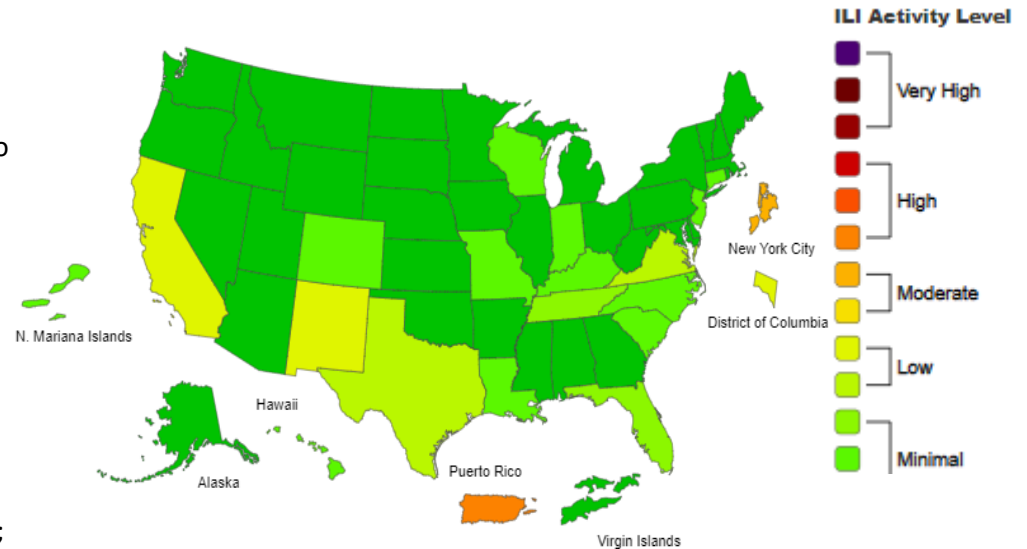 ILI Activity Level
Very High
High
Moderate
Low
Minimal
New York City
District of Columbia
N. Mariana Islands
Hawaii
Alaska
Puerto Rico
Virgin Islands
o
;